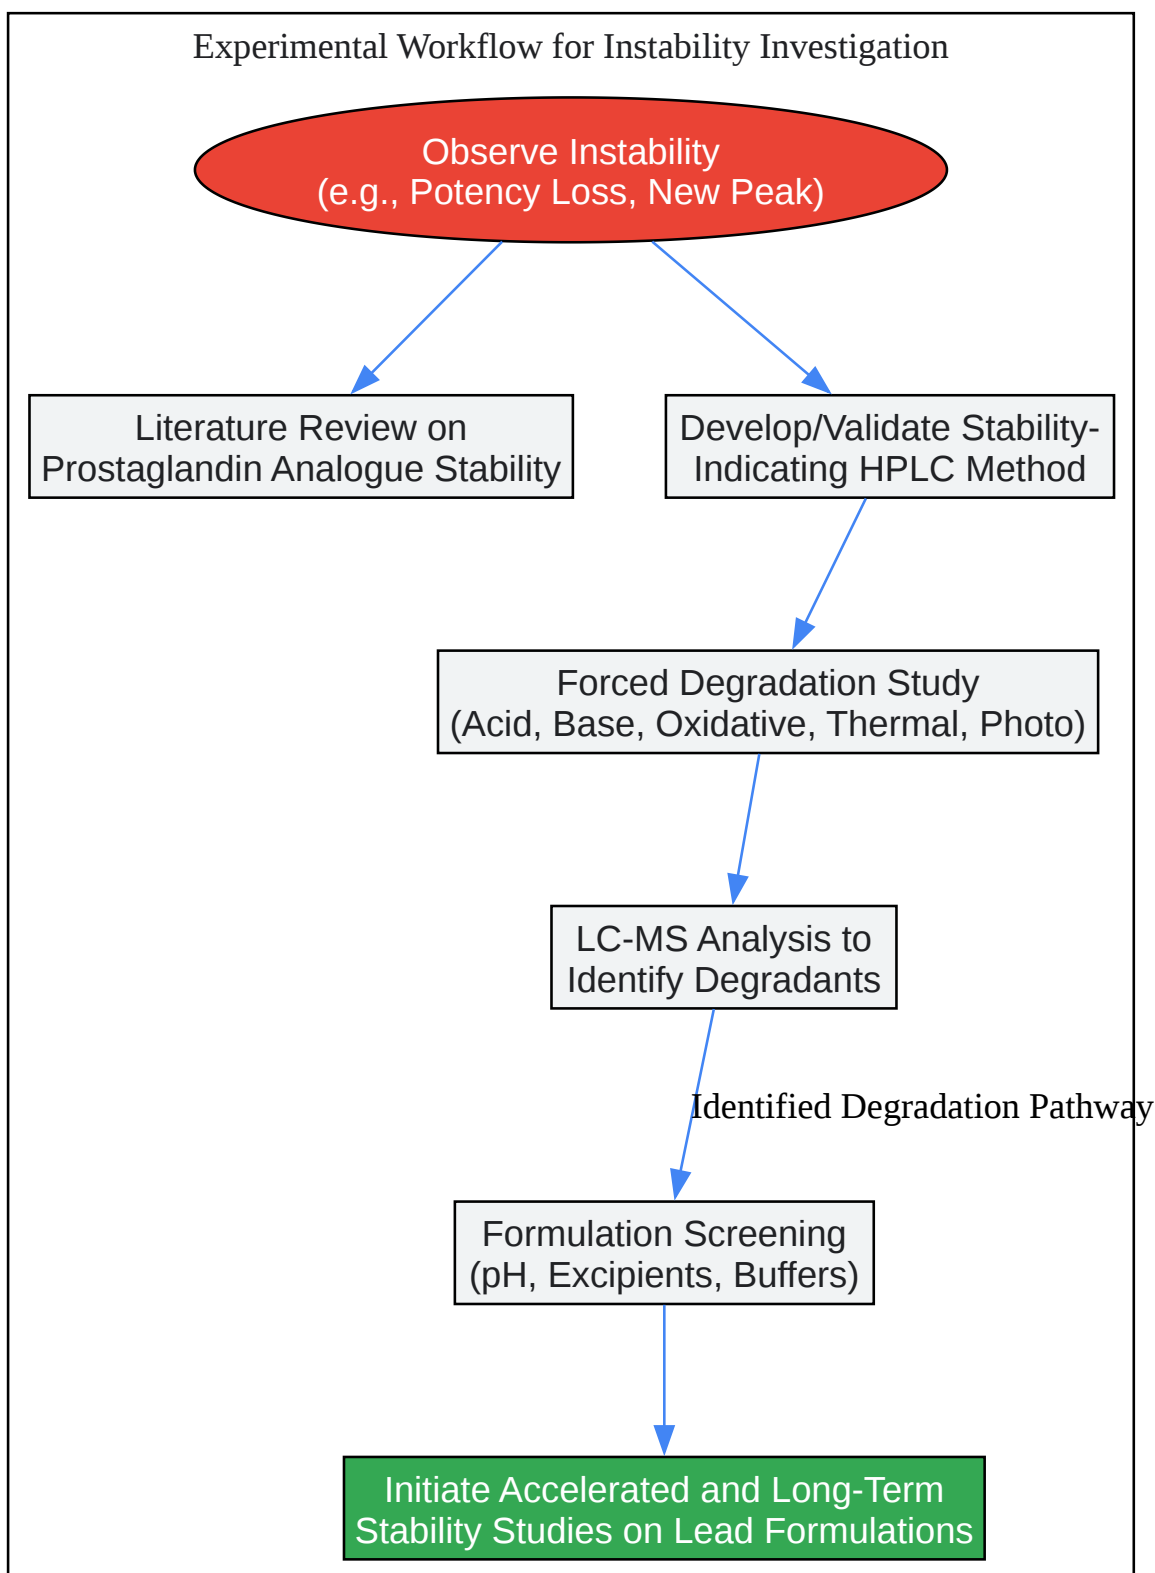 Experimental Workflow for Instability Investigation
Observe Instability
(e.g., Potency Loss, New Peak)
Literature Review on
Prostaglandin Analogue Stability
Develop/Validate Stability-
Indicating HPLC Method
Forced Degradation Study
(Acid, Base, Oxidative, Thermal, Photo)
LC-MS Analysis to
Identify Degradants
Identified Degradation Pathway
Formulation Screening
(pH, Excipients, Buffers)
Initiate Accelerated and Long-Term
Stability Studies on Lead Formulations